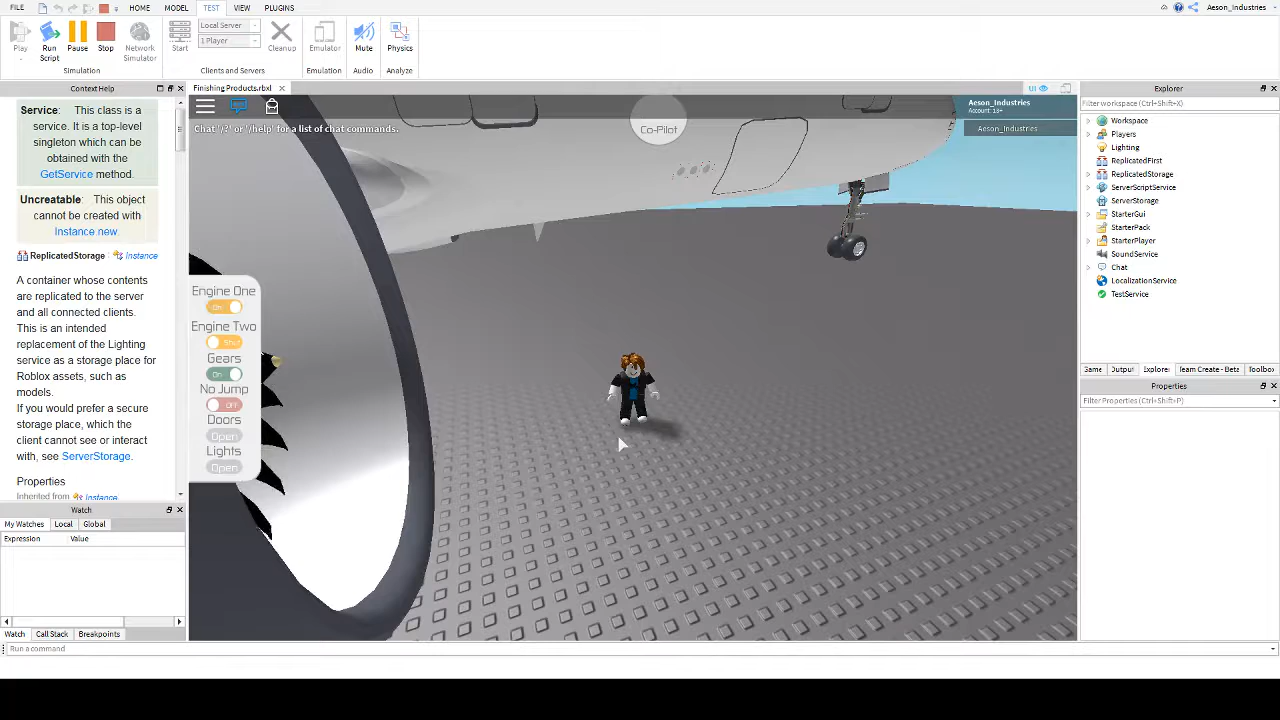 FILE HOME MODEL TEST VIEW PLUGINS Aeson_Industries
Play Run Script Pause Stop Network Simulator Start Local Server 1 Player Cleanup Emulator Mute Physics
Simulation Clients and Servers Emulation Audio Analyze
Context Help
Finishing Products.rbxl
UI
Explorer
Service: This class is a
service. It is a top-level
singleton which can be
obtained with the
GetService method.
Uncreatable: This object
cannot be created with
Instance new.
ReplicatedStorage Instance
A container whose contents
are replicated to the server
and all connected clients.
This is an intended
replacement of the Lighting
service as a storage place for
Roblox assets, such as
models.
If you would prefer a secure
storage place, which the
client cannot see or interact
with, see ServerStorage.
Properties
Inherited from Instance.
Watch
My Watches Local Global
Expression Value
Watch Call Stack Breakpoints
Run a command
Chat '/?' or '/help' for a list of chat commands.
Co-Pilot
Aeson_Industries
Account: 13+
Aeson_Industries
Engine One
On
Engine Two
Shut
Gears
On
No Jump
OFF
Doors
Open
Lights
Open
Filter workspace (Ctrl+Shift+X)
Workspace
Players
Lighting
ReplicatedFirst
ReplicatedStorage
ServerScriptService
ServerStorage
StarterGui
StarterPack
StarterPlayer
SoundService
Chat
LocalizationService
TestService
Game Output Explorer Team Create - Beta Toolbox
Properties
Filter Properties (Ctrl+Shift+P)